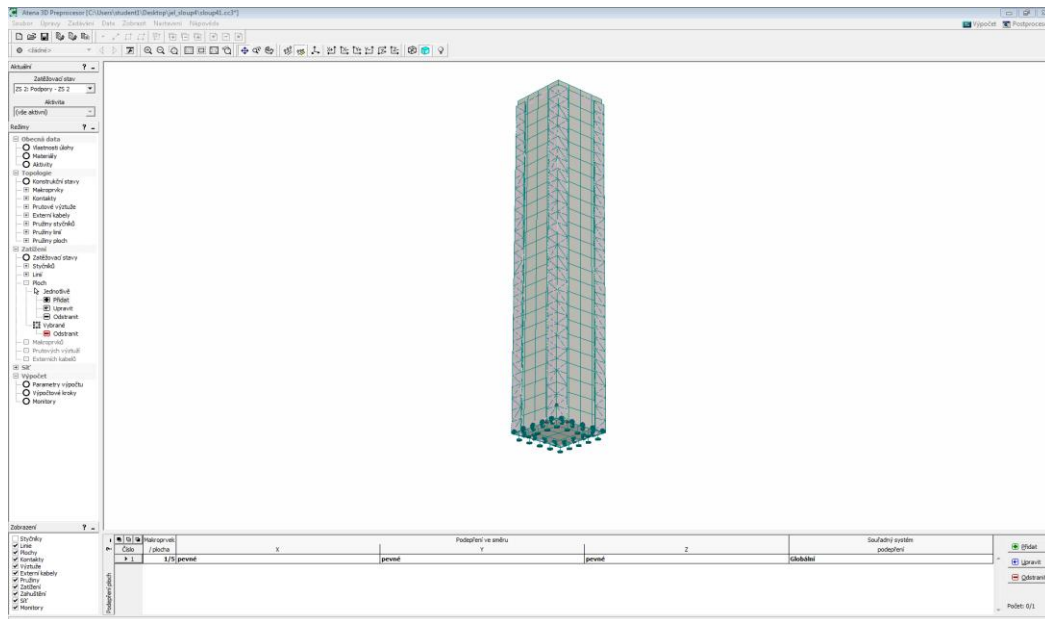 Atena 3D Preprocesor [C:\Users\student1\Desktop\jel_sloup4\sloup41.cc3*]
Soubor Úpravy Zadávání Data Zobrazit Nastavení Nápověda
Výpočet Postproces
<žádné>
Aktuální ? -
Zatěžovací stav
ZS 2: Podpory - ZS 2
Aktivita
(vše aktivní)
Režimy ? -
Obecná data
Vlastnosti úlohy
Materiály
Aktivity
Topologie
Konstrukční stavy
Makroprvky
Kontakty
Prutové výztuže
Externí kabely
Pružiny styčníků
Pružiny linií
Pružiny ploch
Zatížení
Zatěžovací stavy
Styčníků
Linií
Ploch
Jednotlivě
Přidat
Upravit
Odstranit
Vybrané
Odstranit
Makroprvků
Prutových výztuží
Externích kabelů
Síť
Výpočet
Parametry výpočtu
Výpočtové kroky
Monitory
Zobrazení ? -
Styčníky
Linie
Plochy
Kontakty
Výztuže
Externí kabely
Pružiny
Zatížení
Zahuštění
Síť
Monitory
Podepření ploch
Makroprvek Podepření ve směru Souřadný systém
Číslo / plocha X Y Z podepření
1 1/5 pevné pevné pevné Globální
Přidat
Upravit
Odstranit
Počet: 0/1